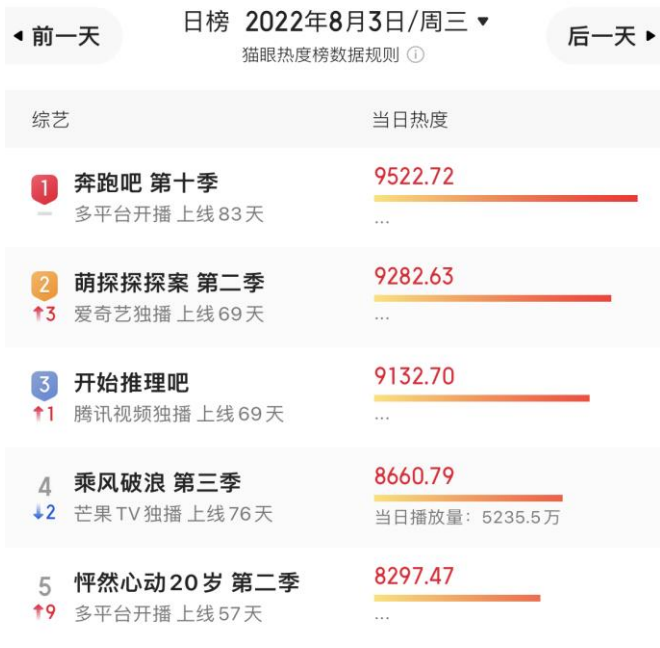 前一天
日榜 2022年8月3日/周三
后一天
猫眼热度榜数据规则
综艺 当日热度
1 奔跑吧 第十季 9522.72
多平台开播 上线83天 ...
2 萌探探探案 第二季 9282.63
3 爱奇艺独播 上线69天 ...
3 开始推理吧 9132.70
1 腾讯视频独播 上线69天 ...
4 乘风破浪 第三季 8660.79
2 芒果TV独播 上线76天 当日播放量：5235.5万
5 怦然心动20岁 第二季 8297.47
9 多平台开播 上线57天 ...